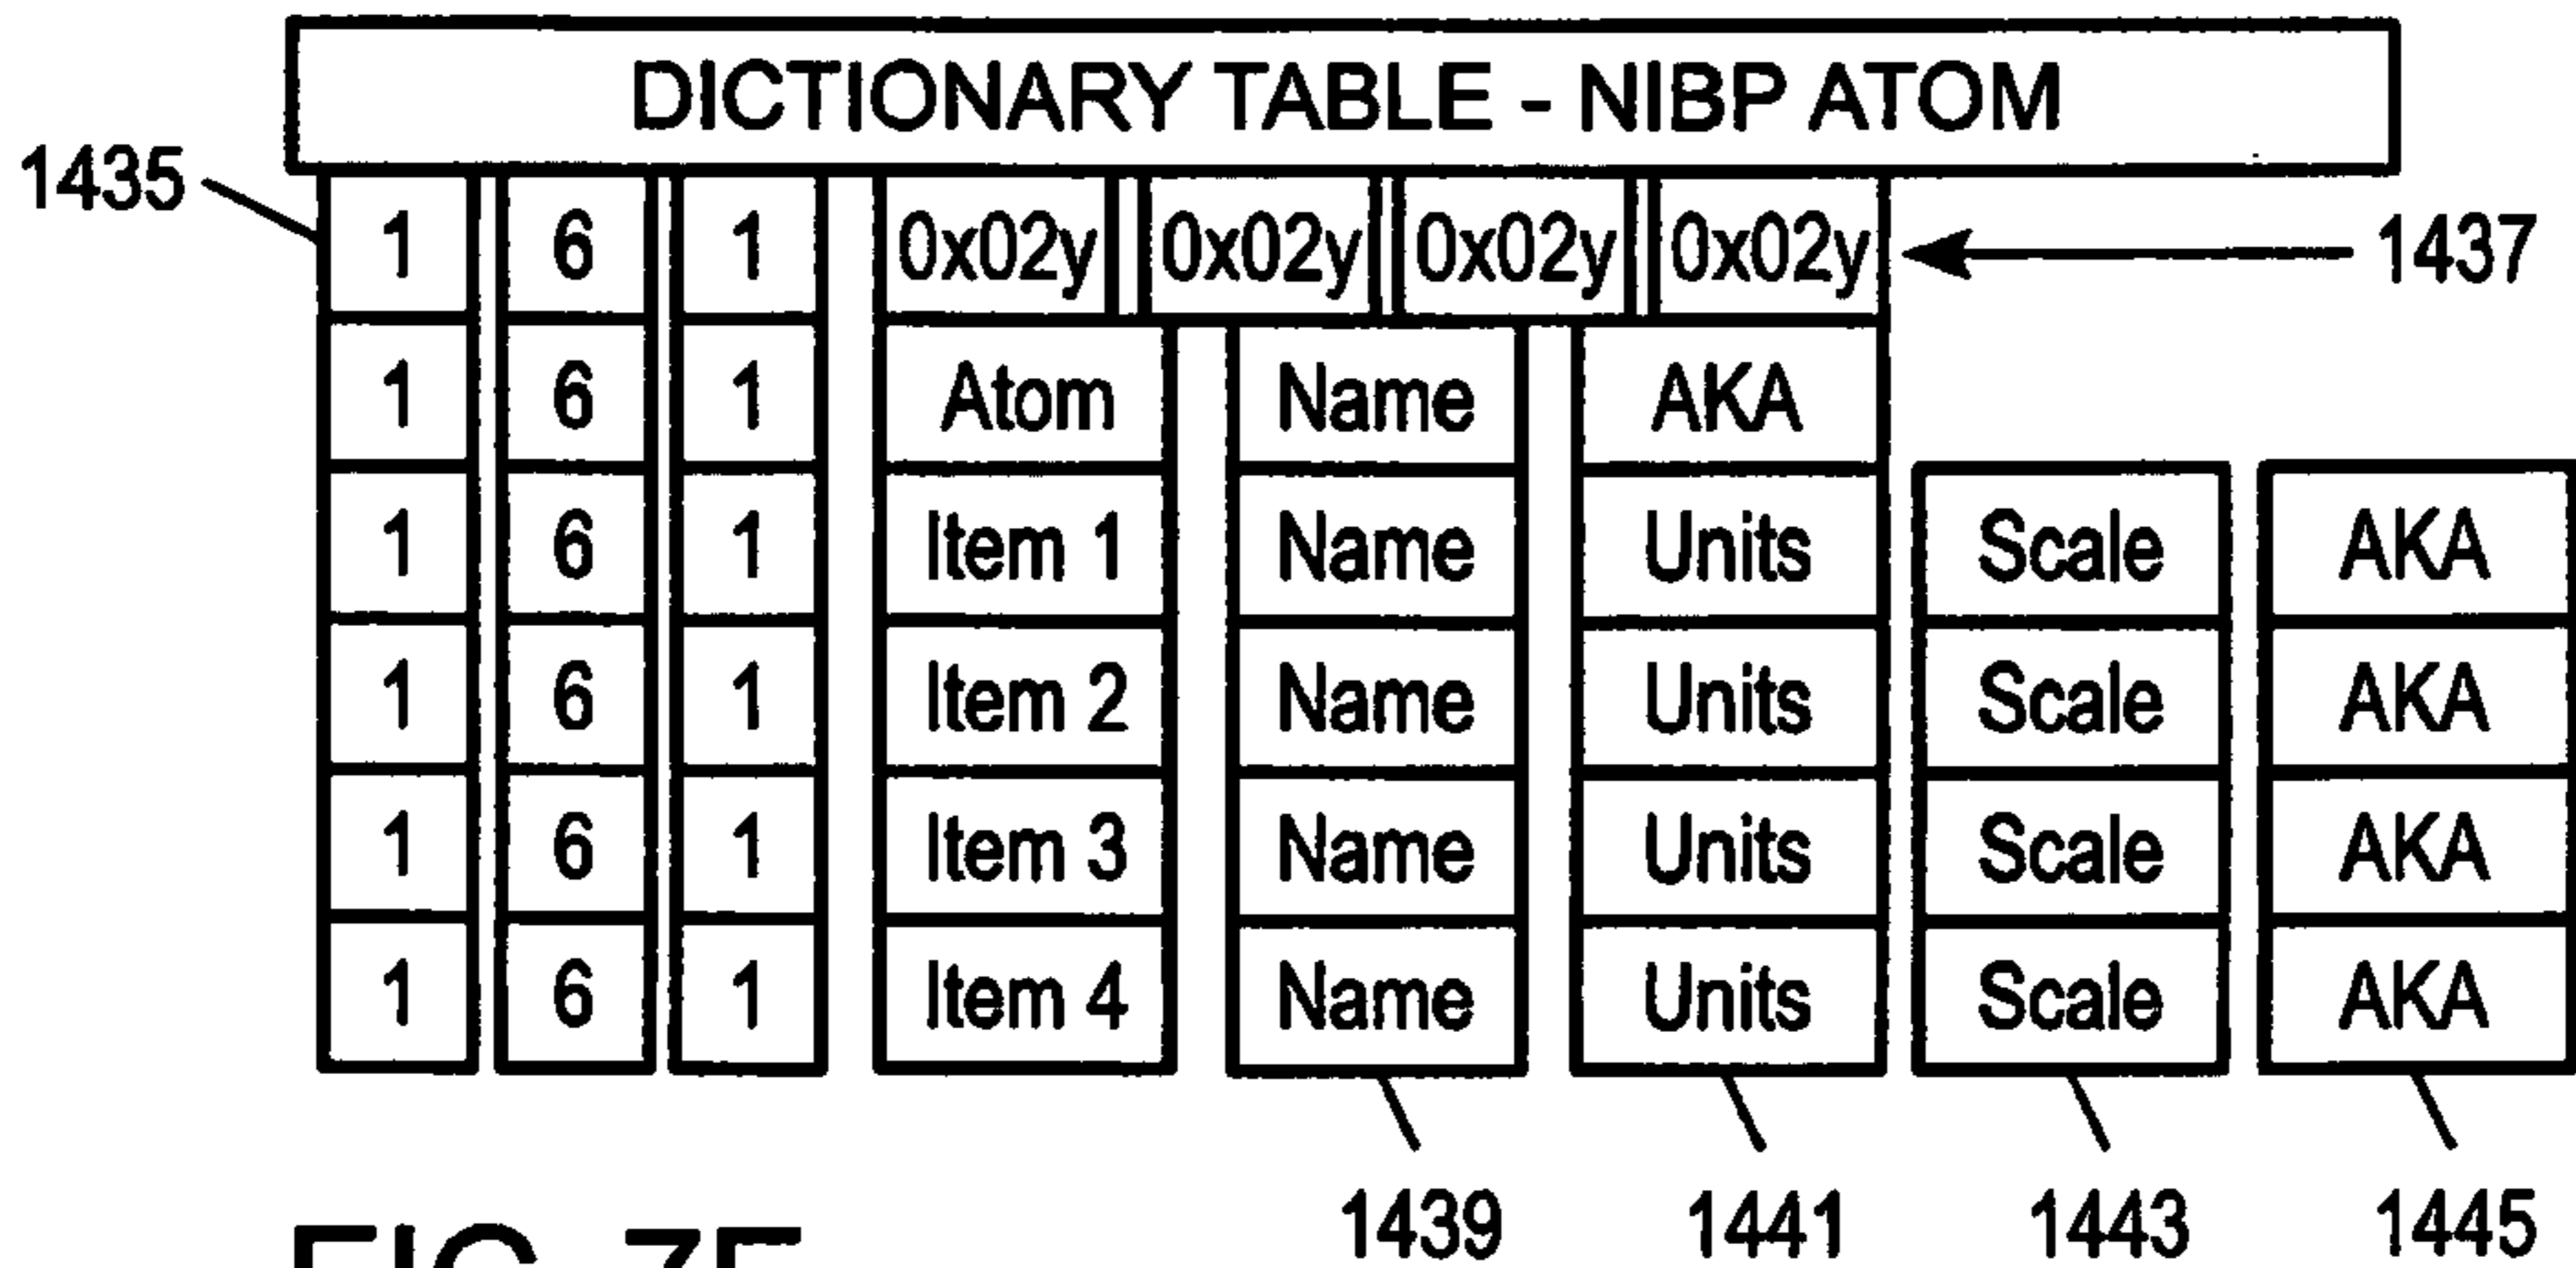 DICTIONARY TABLE - NIBP ATOM
1435 1 6 1 0x02y 0x02y 0x02y 0x02y 1437
1 6 1 Atom Name AKA
1 6 1 Item 1 Name Units Scale AKA
1 6 1 Item 2 Name Units Scale AKA
1 6 1 Item 3 Name Units Scale AKA
1 6 1 Item 4 Name Units Scale AKA
1439 1441 1443 1445